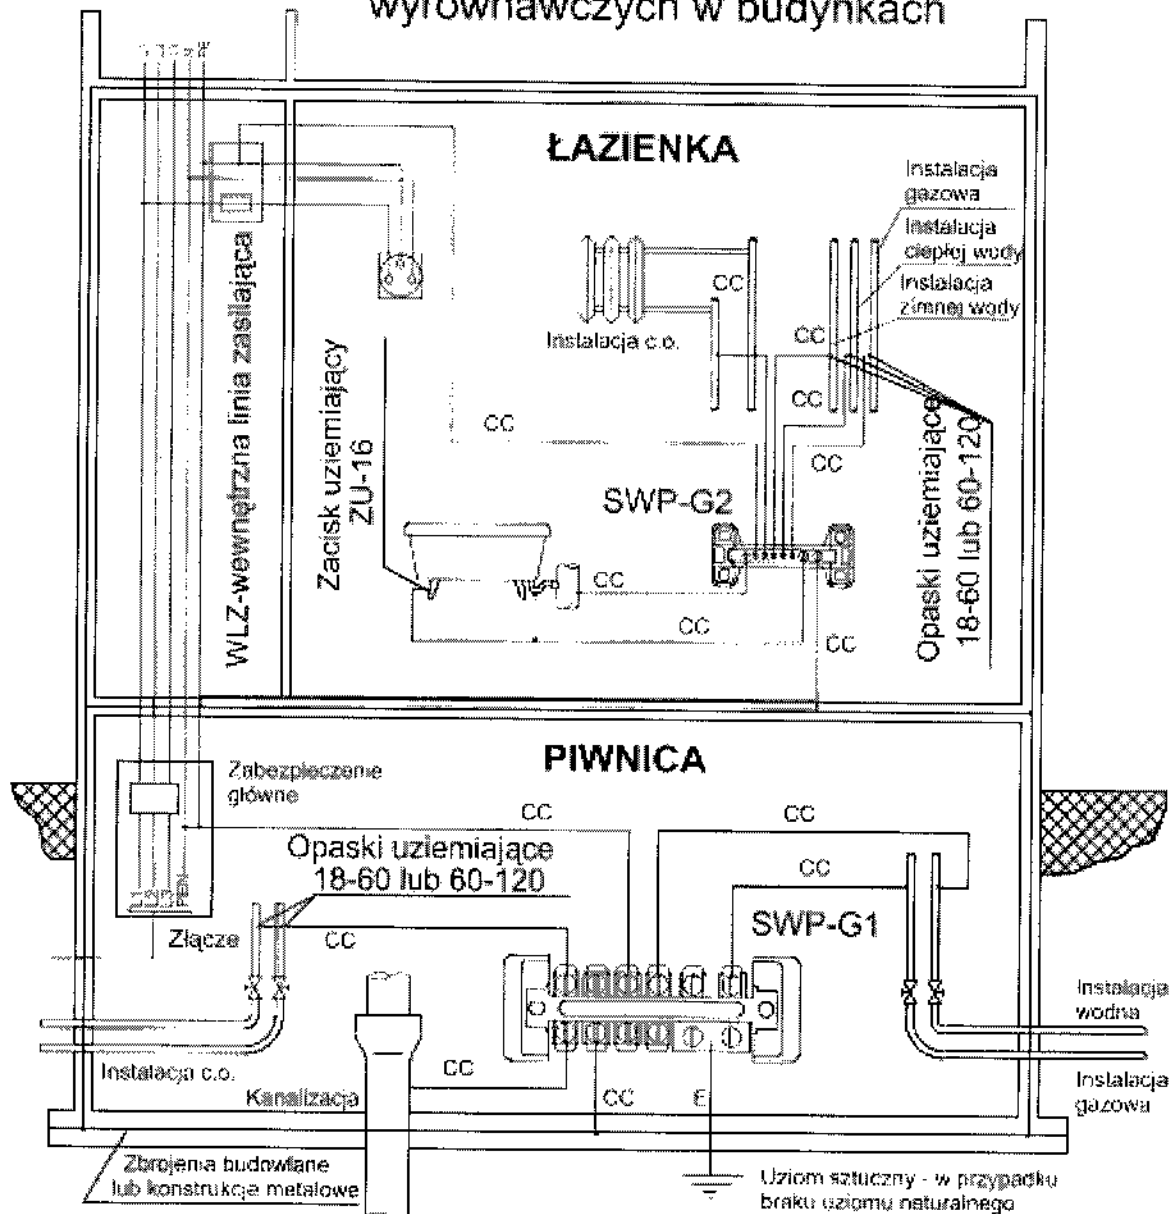 wyrównawczych w budynkach
ŁAZIENKA
Instalacja
gazowa
Instalacja
ciepłej wody
Instalacja
zimnej wody
CC
Instalacja c.o.
CC
CC
CC
CC
WLZ-wewnętrzna linia zasilająca
Zacisk uziemiający
ZU-16
SWP-G2
Opaski uziemiające
18-60 lub 60-120
CC
CC
CC
PIWNICA
Zabezpieczenie
główne
CC
CC
Opaski uziemiające
18-60 lub 60-120
CC
PEN
Złącze
CC
SWP-G1
Instalacja
wodna
Instalacja c.o.
CC
Kanalizacja
CC
E
Instalacja
gazowa
Zbrojenia budowlane
lub konstrukcje metalowe
Uziom sztuczny - w przypadku
braku uziomu naturalnego